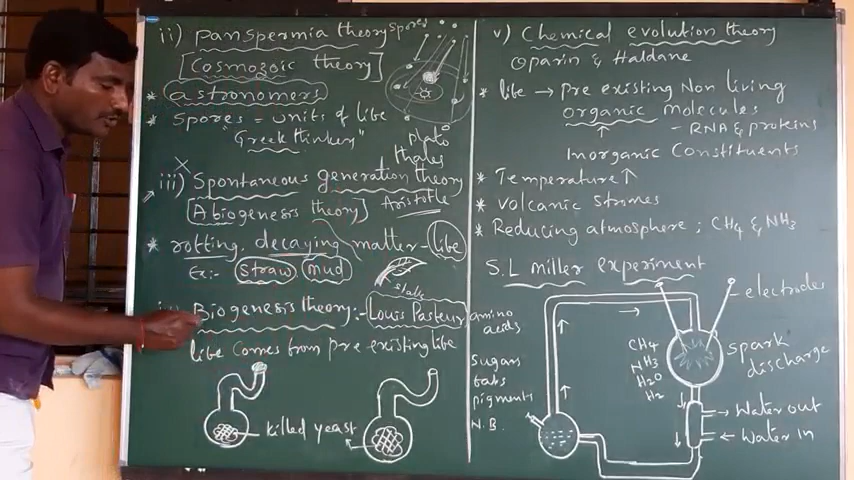 ii) Panspermia theory
spores
[Cosmozoic theory]
* astronomers
* Spores = units of life
"Greek thinkers"
Plato
thales
iii) Spontaneous generation theory
[Abiogenesis theory] Aristotle
* rotting, decaying matter - life
Ex:- straw mud
stalk
Biogenesis theory:- Louis Pasteur
life comes from pre existing life
killed yeast
v) Chemical evolution theory
Oparin & Haldane
* life → Pre existing Non living
organic molecules
- RNA & proteins
Inorganic Constituents
* Temperature ↑
* volcanic stromes
* Reducing atmosphere ; CH4 & NH3
S.L miller experiment
electrodes
amino
acids
Sugars
fats
pigments
N.B.
CH4
NH3
H2O
H2
Spark
discharge
→ Water out
← Water in